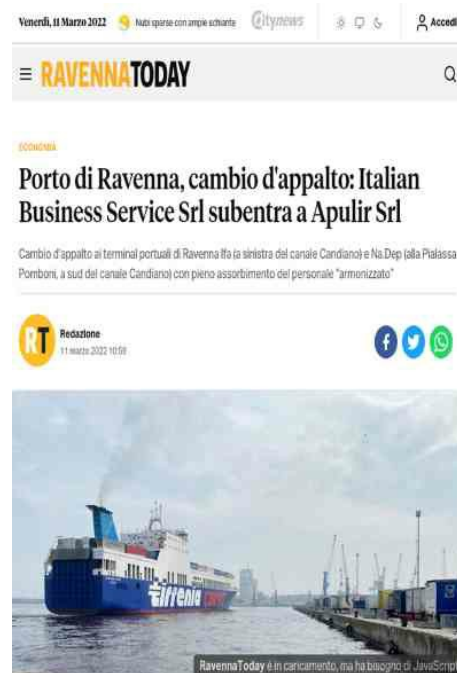 Venerdì, 11 Marzo 2022 Nubi sparse con ampie schiarite Citynews Accedi
RAVENNATODAY
ECONOMIA
Porto di Ravenna, cambio d'appalto: Italian
Business Service Srl subentra a Apulir Srl
Cambio d'appalto ai terminal portuali di Ravenna Ifa (a sinistra del canale Candiano) e Na.Dep (alla Pialassa
Pomboni, a sud del canale Candiano) con pieno assorbimento del personale "armonizzato"
RT
Redazione
11 marzo 2022 10:59
Tirrenia
RavennaToday è in caricamento, ma ha bisogno di JavaScript